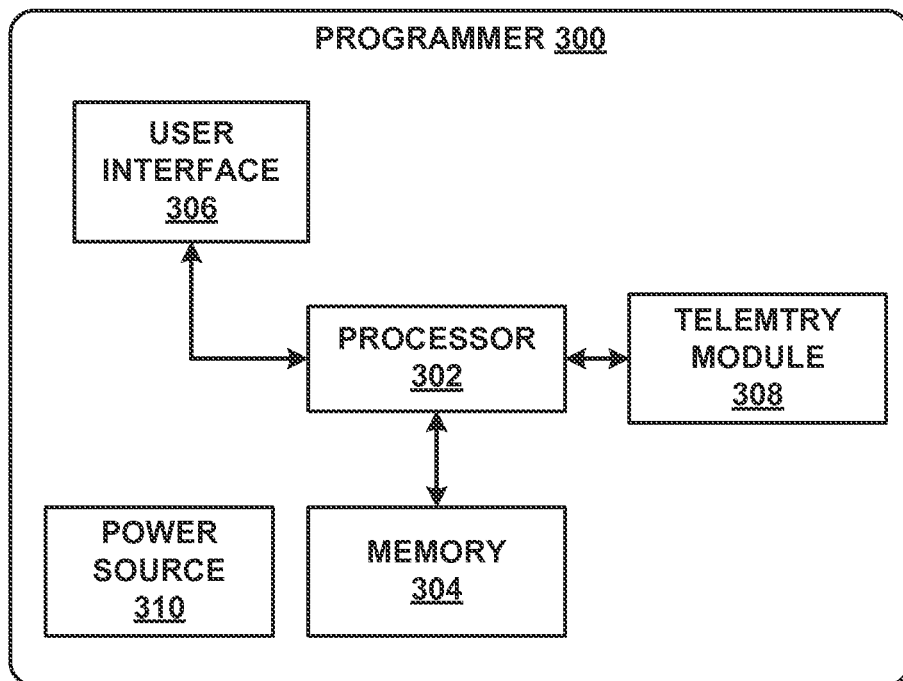 PROGRAMMER 300
USER
INTERFACE
306
PROCESSOR
302
TELEMTRY
MODULE
308
POWER
SOURCE
310
MEMORY
304